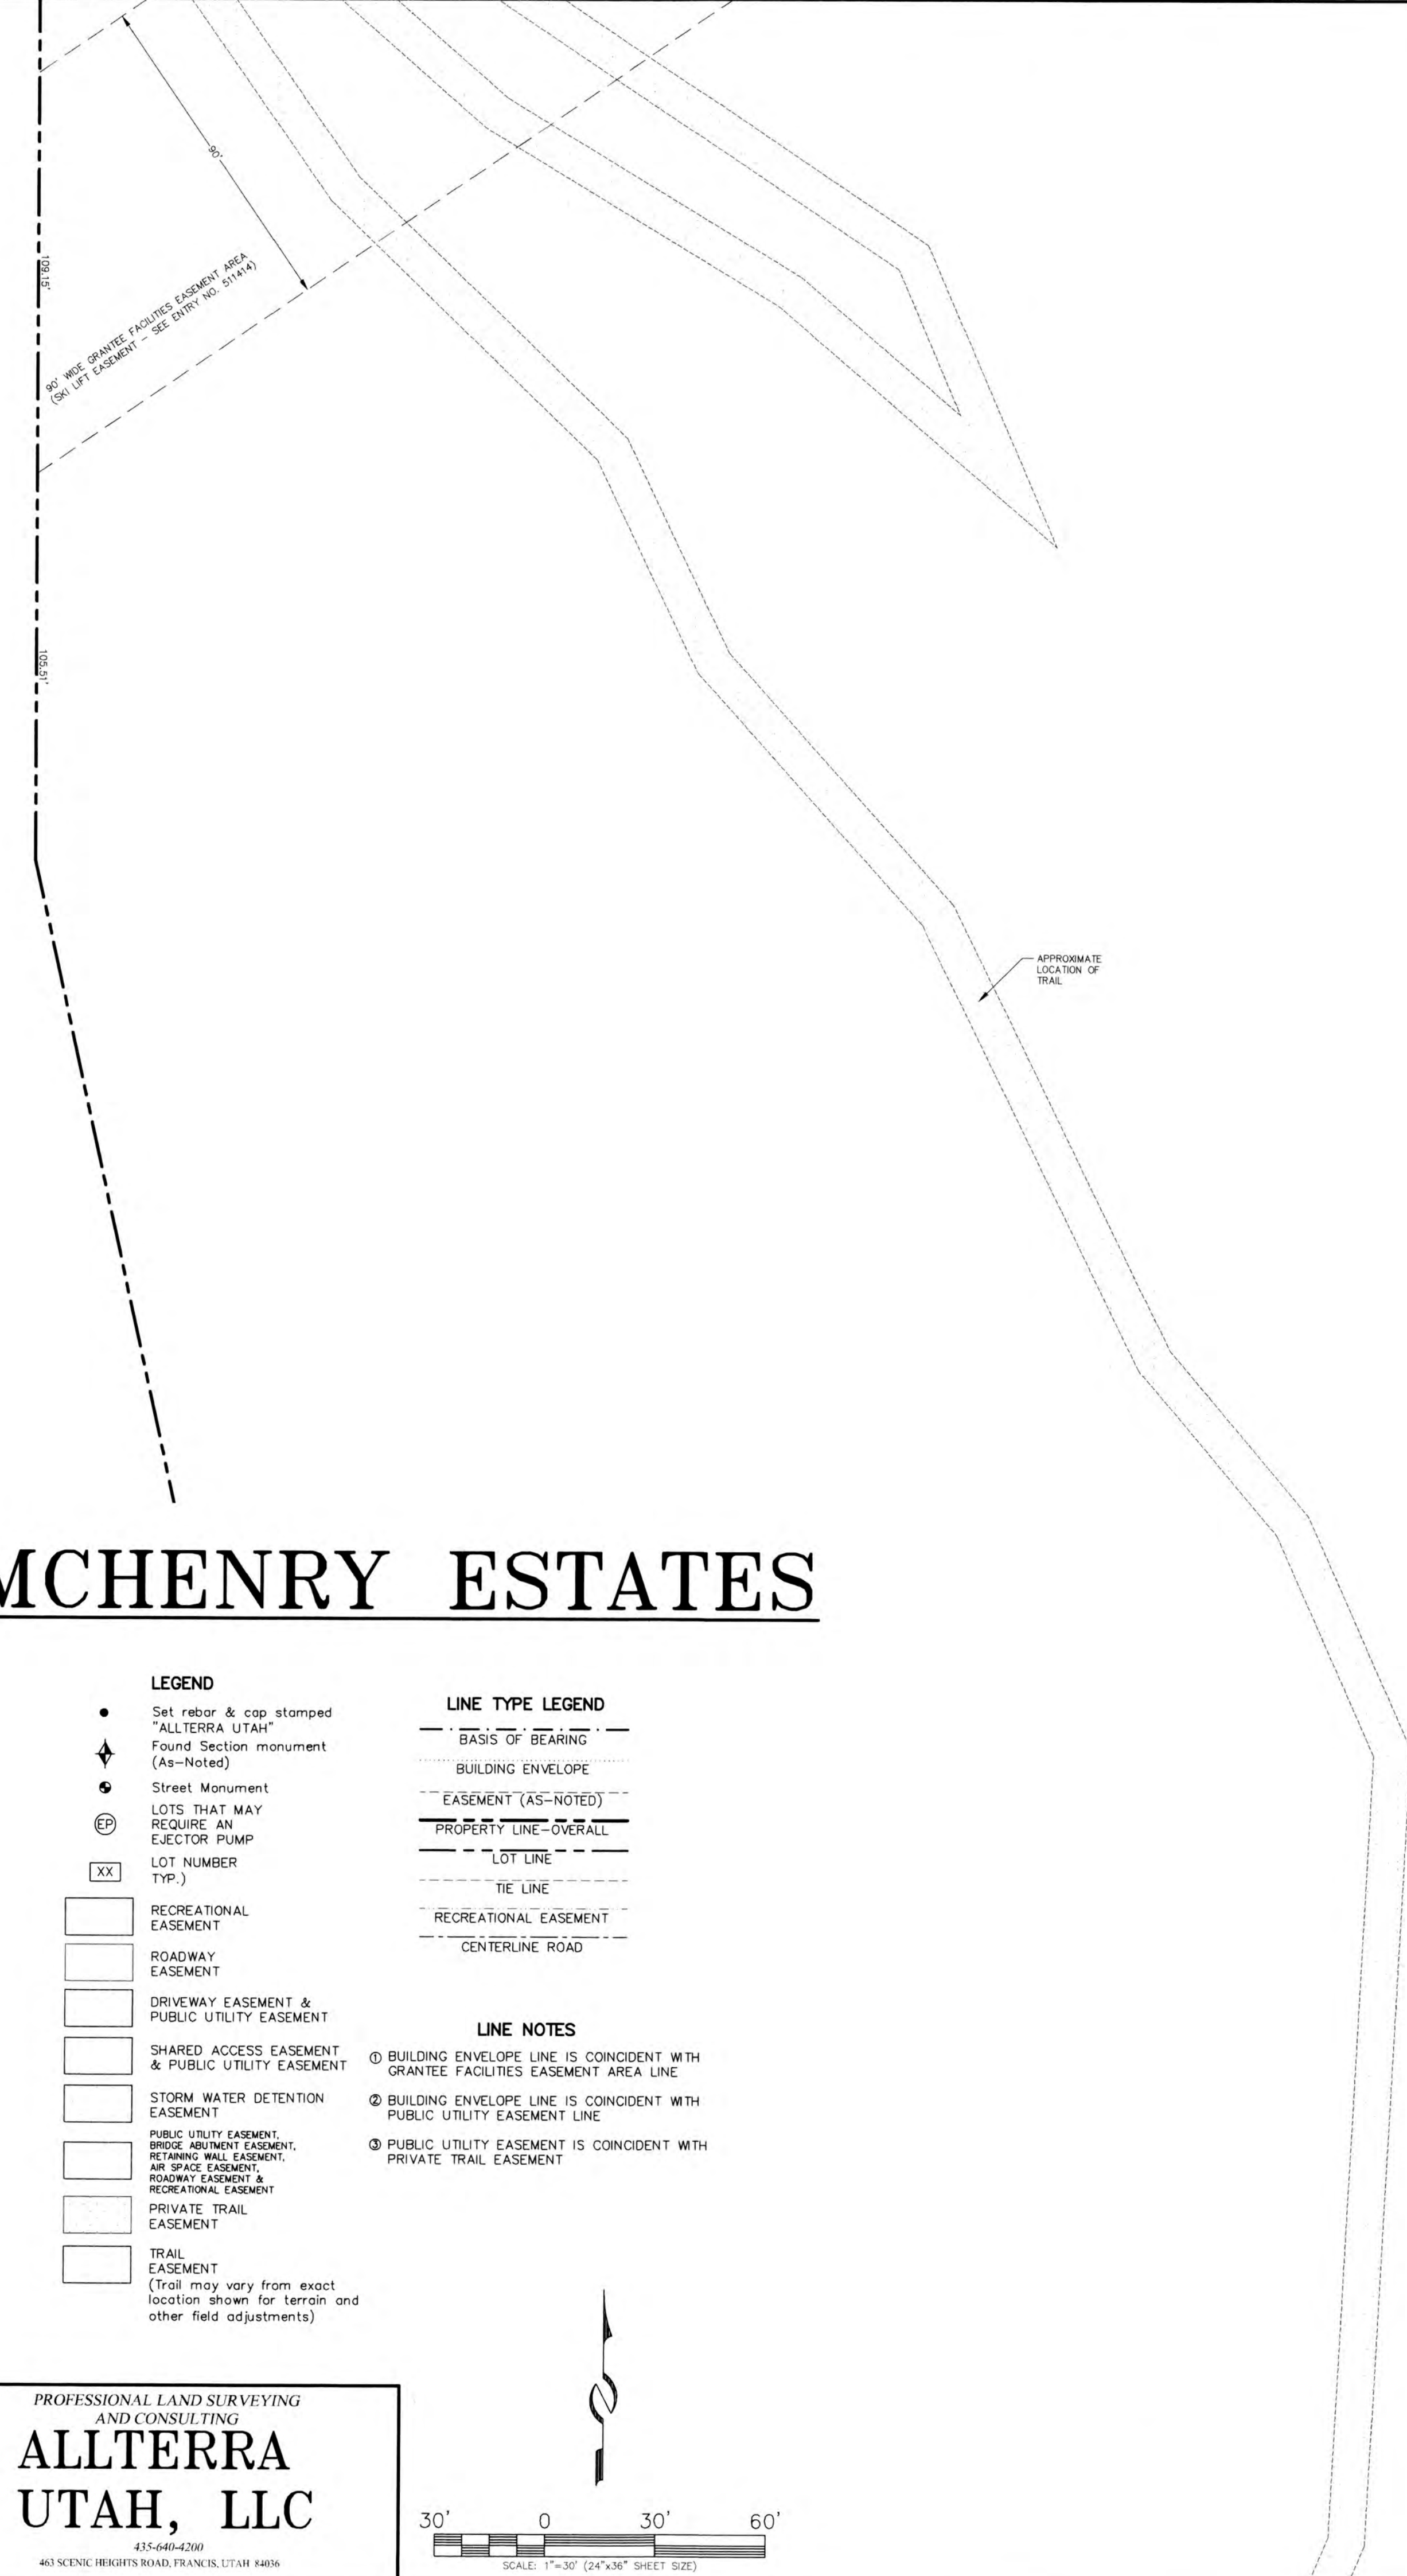 90'
109.15'
90' WIDE GRANTEE FACILITIES EASEMENT AREA
(SKI LIFT EASEMENT - SEE ENTRY NO. 511414)
105.51'
APPROXIMATE
LOCATION OF
TRAIL
MCHENRY ESTATES
LEGEND
Set rebar & cap stamped
"ALLTERRA UTAH"
Found Section monument
(As-Noted)
Street Monument
EP
LOTS THAT MAY
REQUIRE AN
EJECTOR PUMP
XX
LOT NUMBER
TYP.)
RECREATIONAL
EASEMENT
ROADWAY
EASEMENT
DRIVEWAY EASEMENT &
PUBLIC UTILITY EASEMENT
SHARED ACCESS EASEMENT
& PUBLIC UTILITY EASEMENT
STORM WATER DETENTION
EASEMENT
PUBLIC UTILITY EASEMENT,
BRIDGE ABUTMENT EASEMENT,
RETAINING WALL EASEMENT,
AIR SPACE EASEMENT,
ROADWAY EASEMENT &
RECREATIONAL EASEMENT
PRIVATE TRAIL
EASEMENT
TRAIL
EASEMENT
(Trail may vary from exact
location shown for terrain and
other field adjustments)
LINE TYPE LEGEND
BASIS OF BEARING
BUILDING ENVELOPE
EASEMENT (AS-NOTED)
PROPERTY LINE-OVERALL
LOT LINE
TIE LINE
RECREATIONAL EASEMENT
CENTERLINE ROAD
LINE NOTES
① BUILDING ENVELOPE LINE IS COINCIDENT WITH
GRANTEE FACILITIES EASEMENT AREA LINE
② BUILDING ENVELOPE LINE IS COINCIDENT WITH
PUBLIC UTILITY EASEMENT LINE
③ PUBLIC UTILITY EASEMENT IS COINCIDENT WITH
PRIVATE TRAIL EASEMENT
N
PROFESSIONAL LAND SURVEYING
AND CONSULTING
ALLTERRA
UTAH, LLC
435-640-4200
463 SCENIC HEIGHTS ROAD, FRANCIS, UTAH 84036
30' 0 30' 60'
SCALE: 1"=30' (24"x36" SHEET SIZE)